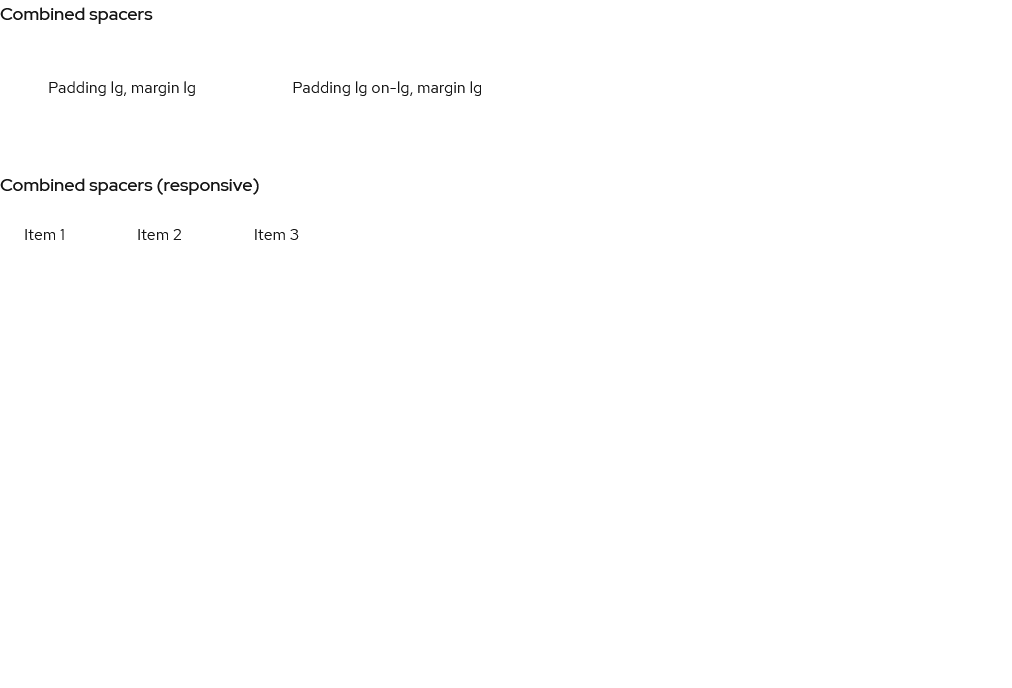 Combined spacers
Padding lg, margin lg Padding lg on-lg, margin lg
Combined spacers (responsive)
Item 1 Item 2 Item 3